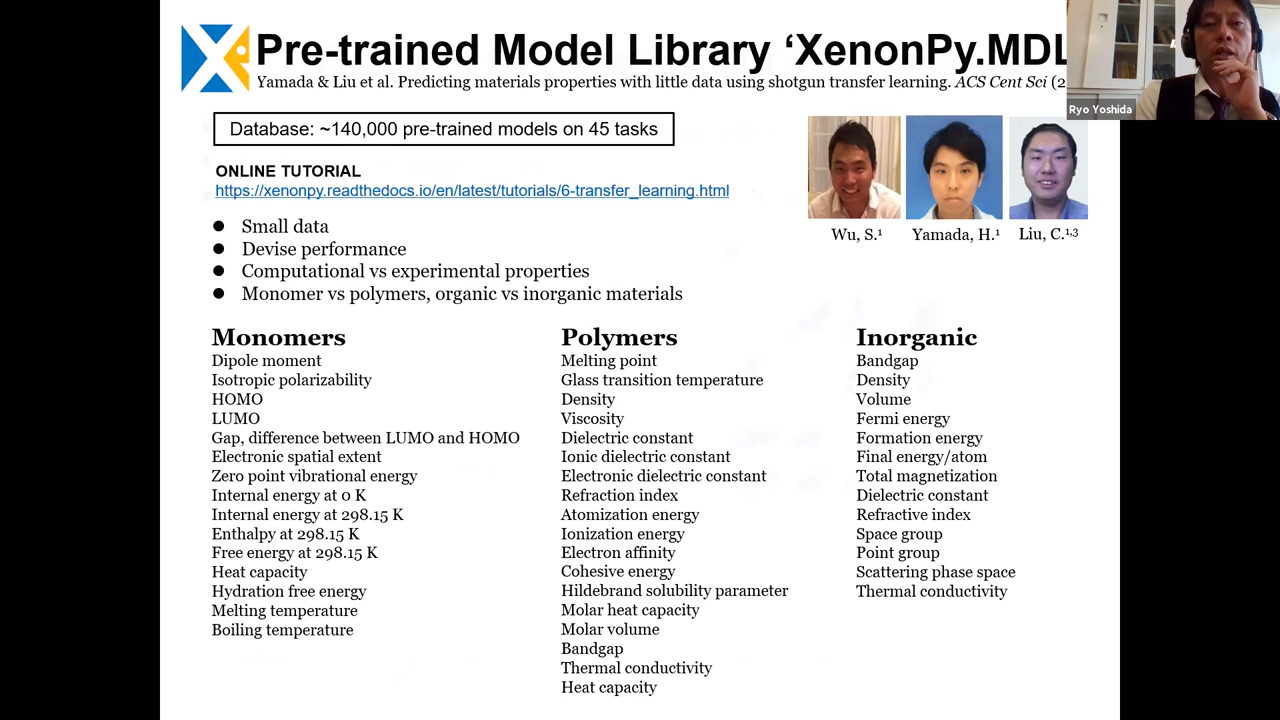 Pre-trained Model Library ‘XenonPy.MDL
Yamada & Liu et al. Predicting materials properties with little data using shotgun transfer learning. ACS Cent Sci (2
Ryo Yoshida
Database: ~140,000 pre-trained models on 45 tasks
ONLINE TUTORIAL
https://xenonpy.readthedocs.io/en/latest/tutorials/6-transfer_learning.html
Wu, S.¹
Yamada, H.¹
Liu, C.¹,³
● Small data
● Devise performance
● Computational vs experimental properties
● Monomer vs polymers, organic vs inorganic materials
Monomers
Dipole moment
Isotropic polarizability
HOMO
LUMO
Gap, difference between LUMO and HOMO
Electronic spatial extent
Zero point vibrational energy
Internal energy at 0 K
Internal energy at 298.15 K
Enthalpy at 298.15 K
Free energy at 298.15 K
Heat capacity
Hydration free energy
Melting temperature
Boiling temperature
Polymers
Melting point
Glass transition temperature
Density
Viscosity
Dielectric constant
Ionic dielectric constant
Electronic dielectric constant
Refraction index
Atomization energy
Ionization energy
Electron affinity
Cohesive energy
Hildebrand solubility parameter
Molar heat capacity
Molar volume
Bandgap
Thermal conductivity
Heat capacity
Inorganic
Bandgap
Density
Volume
Fermi energy
Formation energy
Final energy/atom
Total magnetization
Dielectric constant
Refractive index
Space group
Point group
Scattering phase space
Thermal conductivity